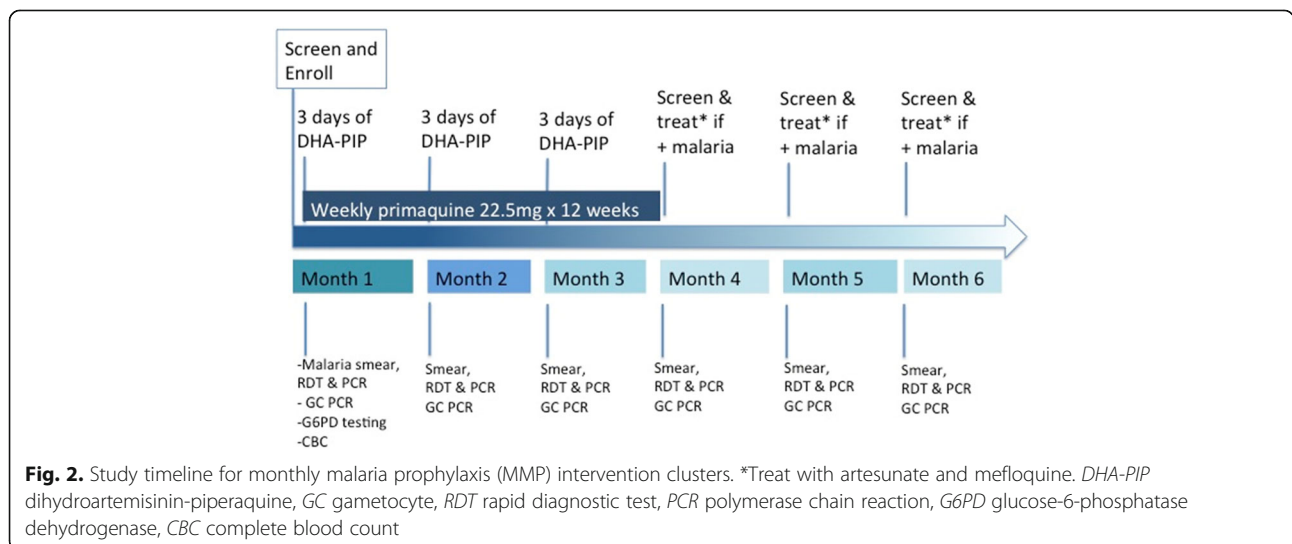 Screen and
Enroll
3 days of
DHA-PIP
3 days of
DHA-PIP
3 days of
DHA-PIP
Screen &
treat* if
+ malaria
Screen &
treat* if
+ malaria
Screen &
treat* if
+ malaria
Weekly primaquine 22.5mg x 12 weeks
Month 1
Month 2
Month 3
Month 4
Month 5
Month 6
-Malaria smear,
RDT & PCR
- GC PCR
-G6PD testing
-CBC
Smear,
RDT & PCR
GC PCR
Smear,
RDT & PCR
GC PCR
Smear,
RDT & PCR
GC PCR
Smear,
RDT & PCR
GC PCR
Smear,
RDT & PCR
GC PCR
Fig. 2. Study timeline for monthly malaria prophylaxis (MMP) intervention clusters. *Treat with artesunate and mefloquine. DHA-PIP
dihydroartemisinin-piperaquine, GC gametocyte, RDT rapid diagnostic test, PCR polymerase chain reaction, G6PD glucose-6-phosphatase
dehydrogenase, CBC complete blood count